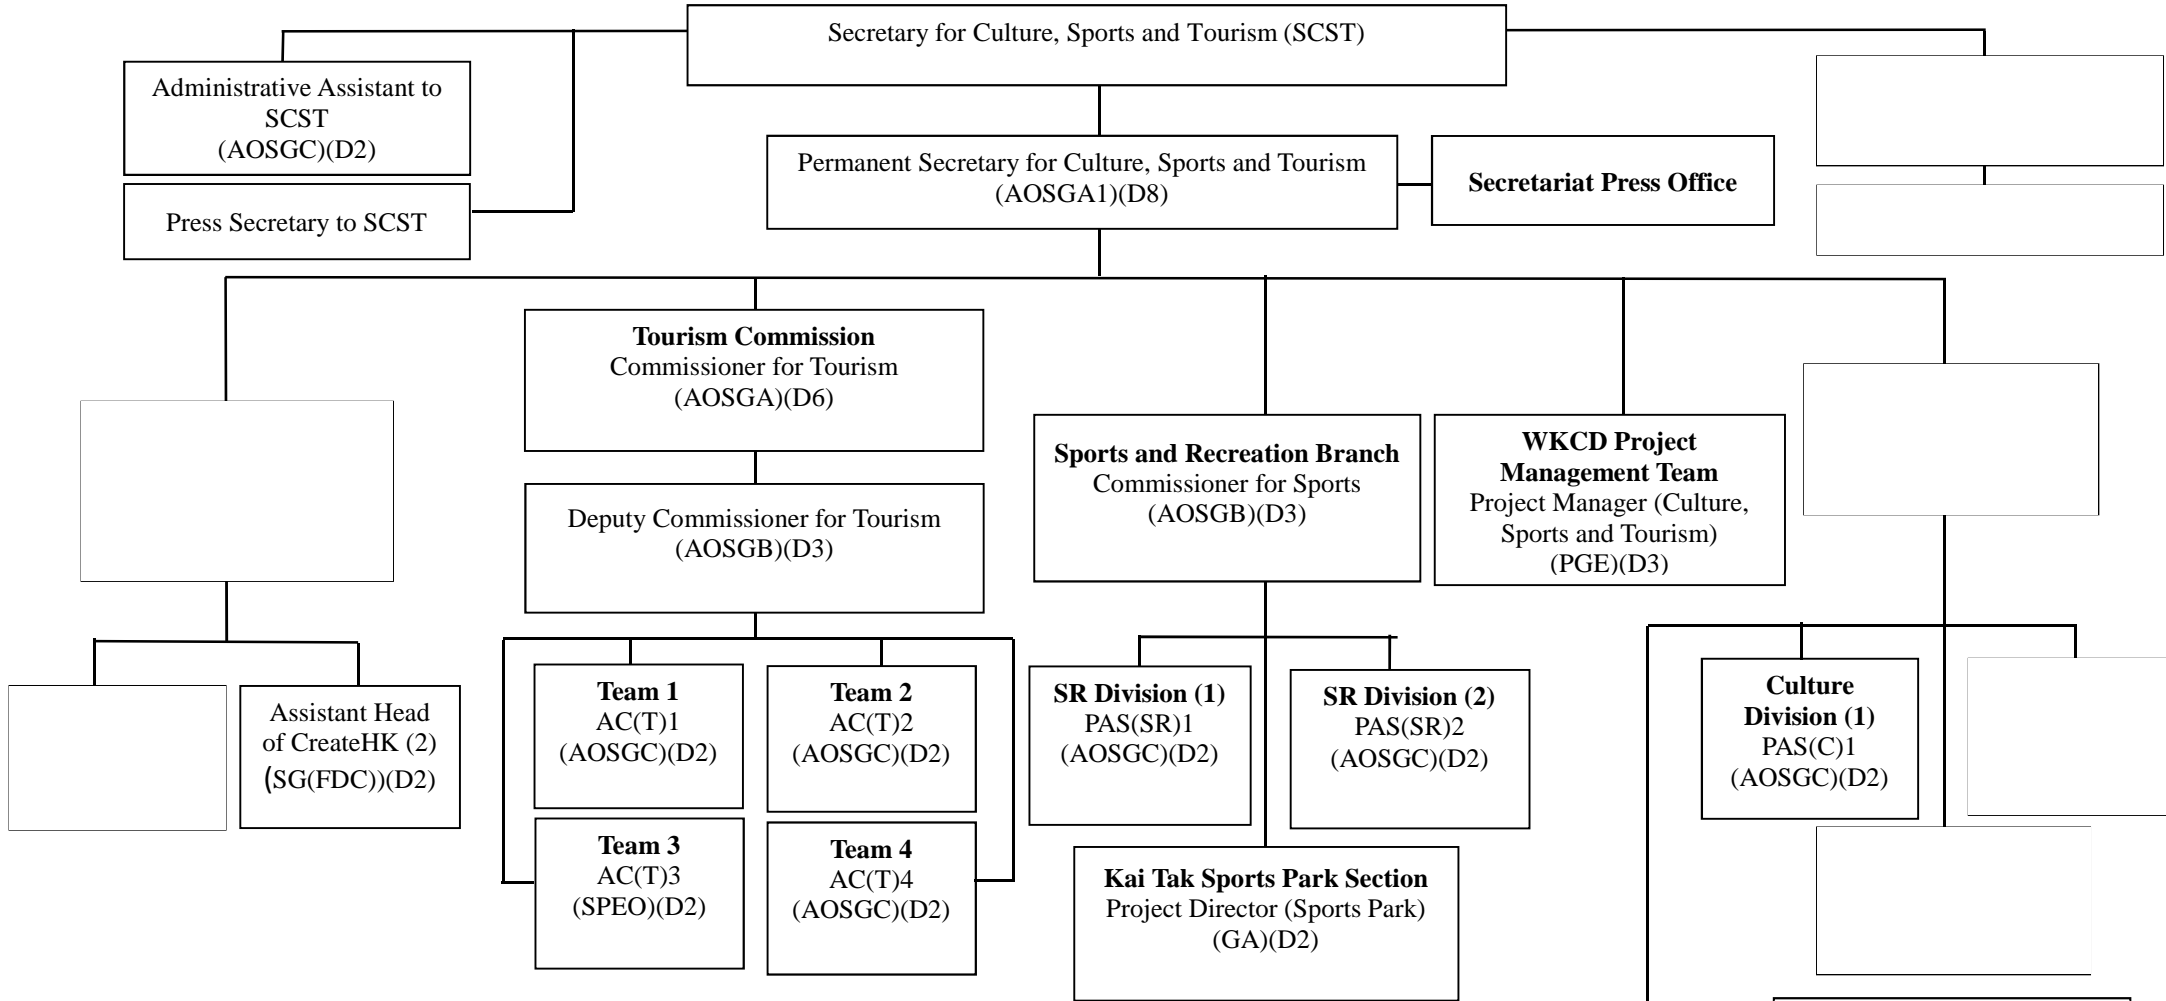 Secretary for Culture, Sports and Tourism (SCST)
Administrative Assistant to
SCST
(AOSGC)(D2)
Press Secretary to SCST
Permanent Secretary for Culture, Sports and Tourism
(AOSGA1)(D8)
Secretariat Press Office
Tourism Commission
Commissioner for Tourism
(AOSGA)(D6)
Deputy Commissioner for Tourism
(AOSGB)(D3)
Sports and Recreation Branch
Commissioner for Sports
(AOSGB)(D3)
WKCD Project
Management Team
Project Manager (Culture,
Sports and Tourism)
(PGE)(D3)
Assistant Head
of CreateHK (2)
(SG(FDC))(D2)
Team 1
AC(T)1
(AOSGC)(D2)
Team 2
AC(T)2
(AOSGC)(D2)
Team 3
AC(T)3
(SPEO)(D2)
Team 4
AC(T)4
(AOSGC)(D2)
SR Division (1)
PAS(SR)1
(AOSGC)(D2)
SR Division (2)
PAS(SR)2
(AOSGC)(D2)
Kai Tak Sports Park Section
Project Director (Sports Park)
(GA)(D2)
Culture
Division (1)
PAS(C)1
(AOSGC)(D2)